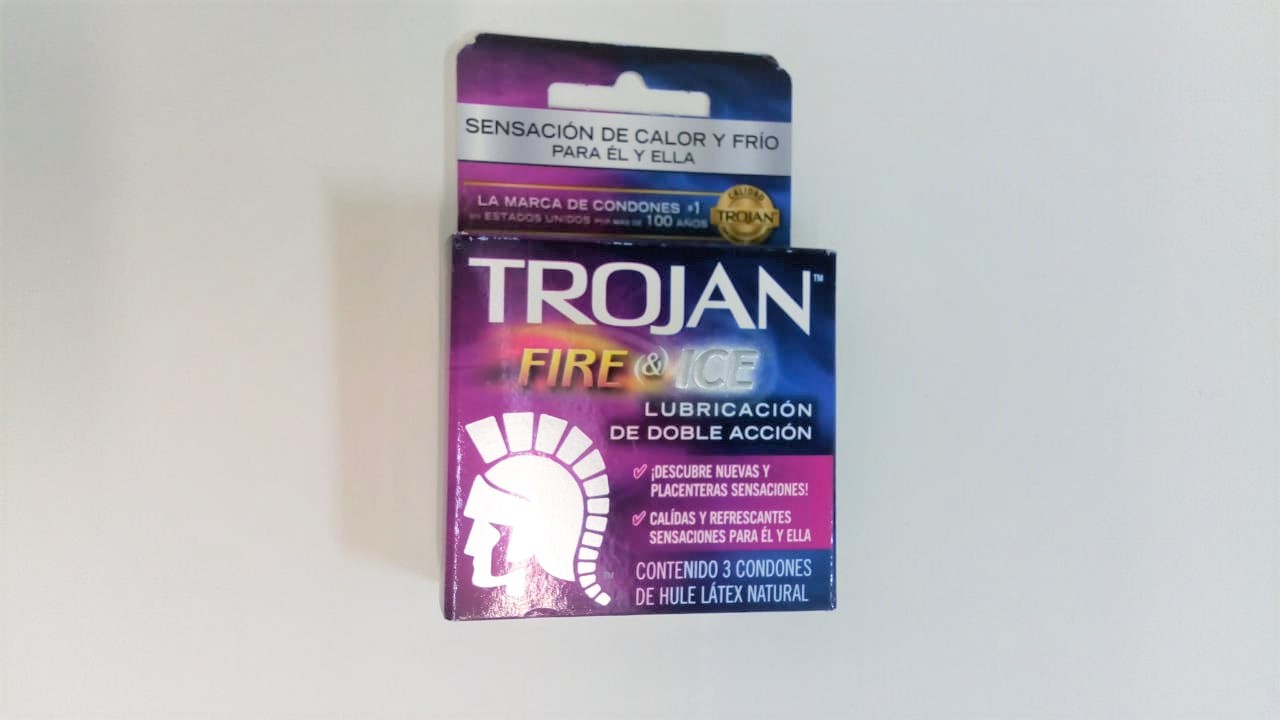 SENSACIÓN DE CALOR Y FRÍO
PARA ÉL Y ELLA
LA MARCA DE CONDONES #1
EN ESTADOS UNIDOS POR MÁS DE 100 AÑOS
CALIDAD
TROJAN
TROJAN™
FIRE & ICE
LUBRICACIÓN
DE DOBLE ACCIÓN
¡DESCUBRE NUEVAS Y
PLACENTERAS SENSACIONES!
CALÍDAS Y REFRESCANTES
SENSACIONES PARA ÉL Y ELLA
TM
CONTENIDO 3 CONDONES
DE HULE LÁTEX NATURAL